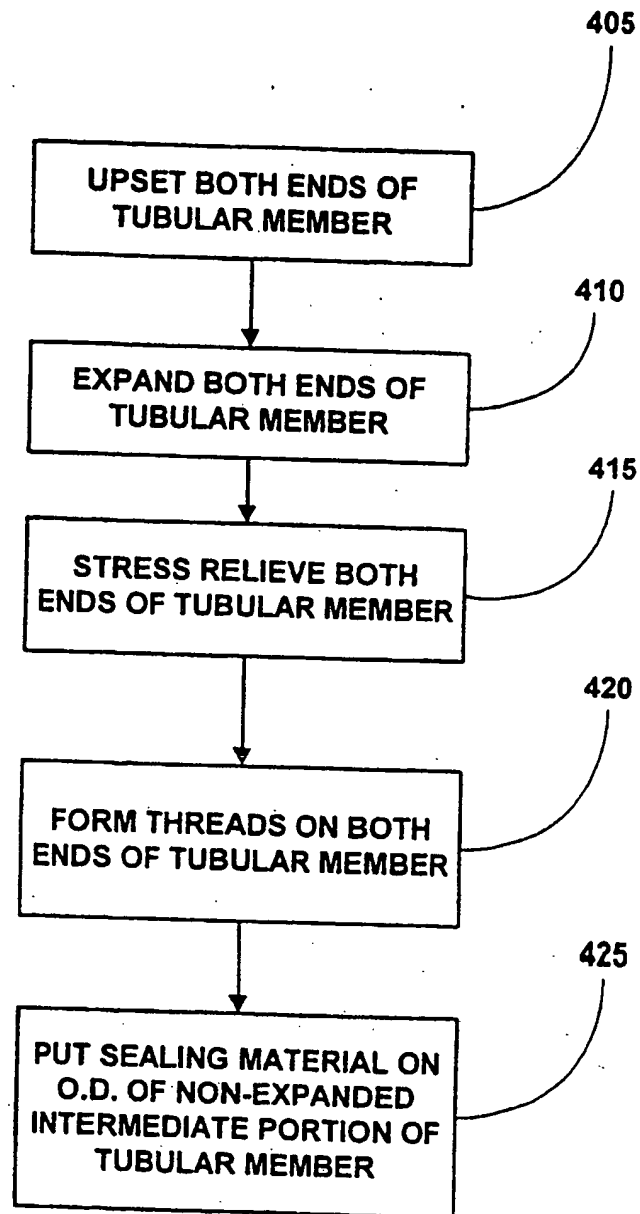 405
UPSET BOTH ENDS OF
TUBULAR MEMBER
410
EXPAND BOTH ENDS OF
TUBULAR MEMBER
415
STRESS RELIEVE BOTH
ENDS OF TUBULAR MEMBER
420
FORM THREADS ON BOTH
ENDS OF TUBULAR MEMBER
425
PUT SEALING MATERIAL ON
O.D. OF NON-EXPANDED
INTERMEDIATE PORTION OF
TUBULAR MEMBER